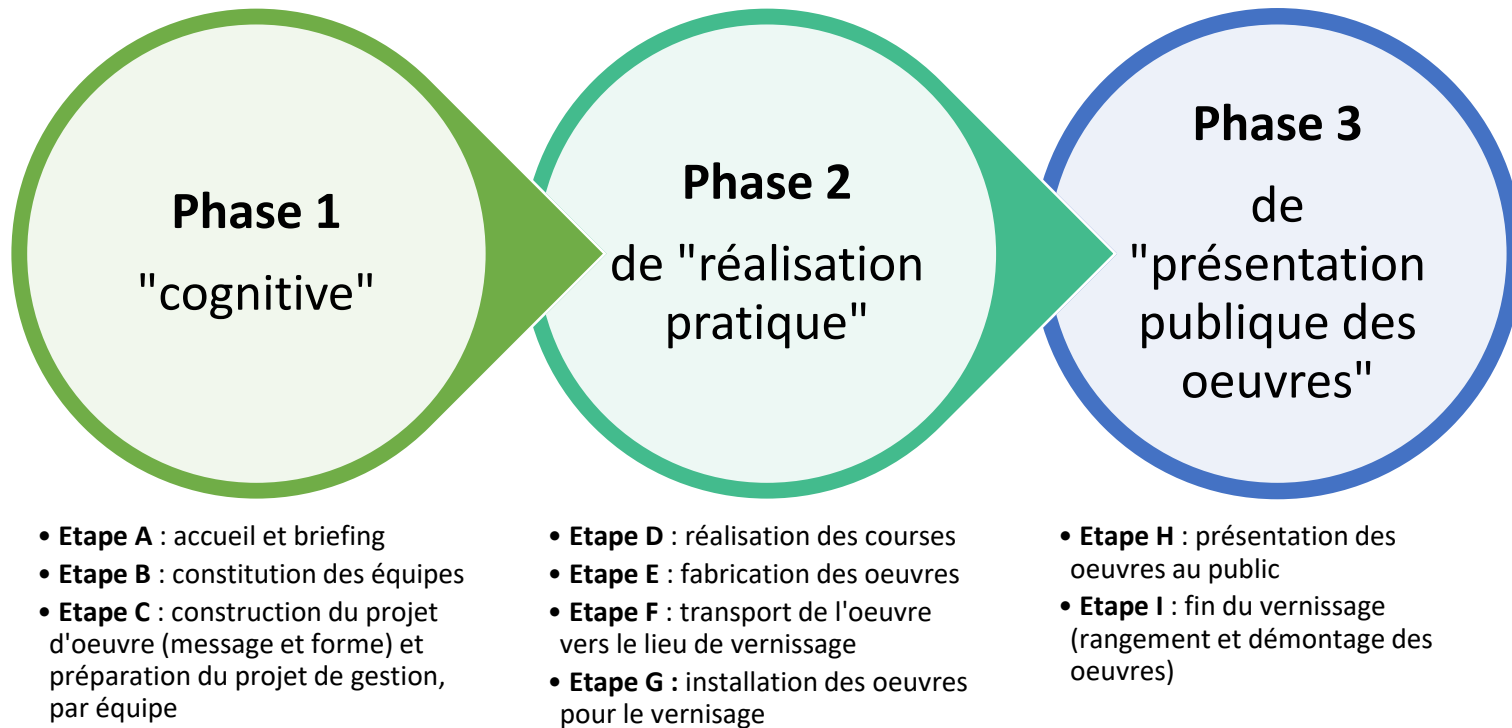 Phase 1
"cognitive"
• Etape A : accueil et briefing
• Etape B : constitution des équipes
• Etape C : construction du projet
d'oeuvre (message et forme) et
préparation du projet de gestion,
par équipe
Phase 2
de "réalisation
pratique"
• Etape D : réalisation des courses
• Etape E : fabrication des oeuvres
• Etape F : transport de l'oeuvre
vers le lieu de vernissage
• Etape G : installation des oeuvres
pour le vernisage
Phase 3
de
"présentation
publique des
oeuvres"
• Etape H : présentation des
oeuvres au public
• Etape I : fin du vernissage
(rangement et démontage des
oeuvres)